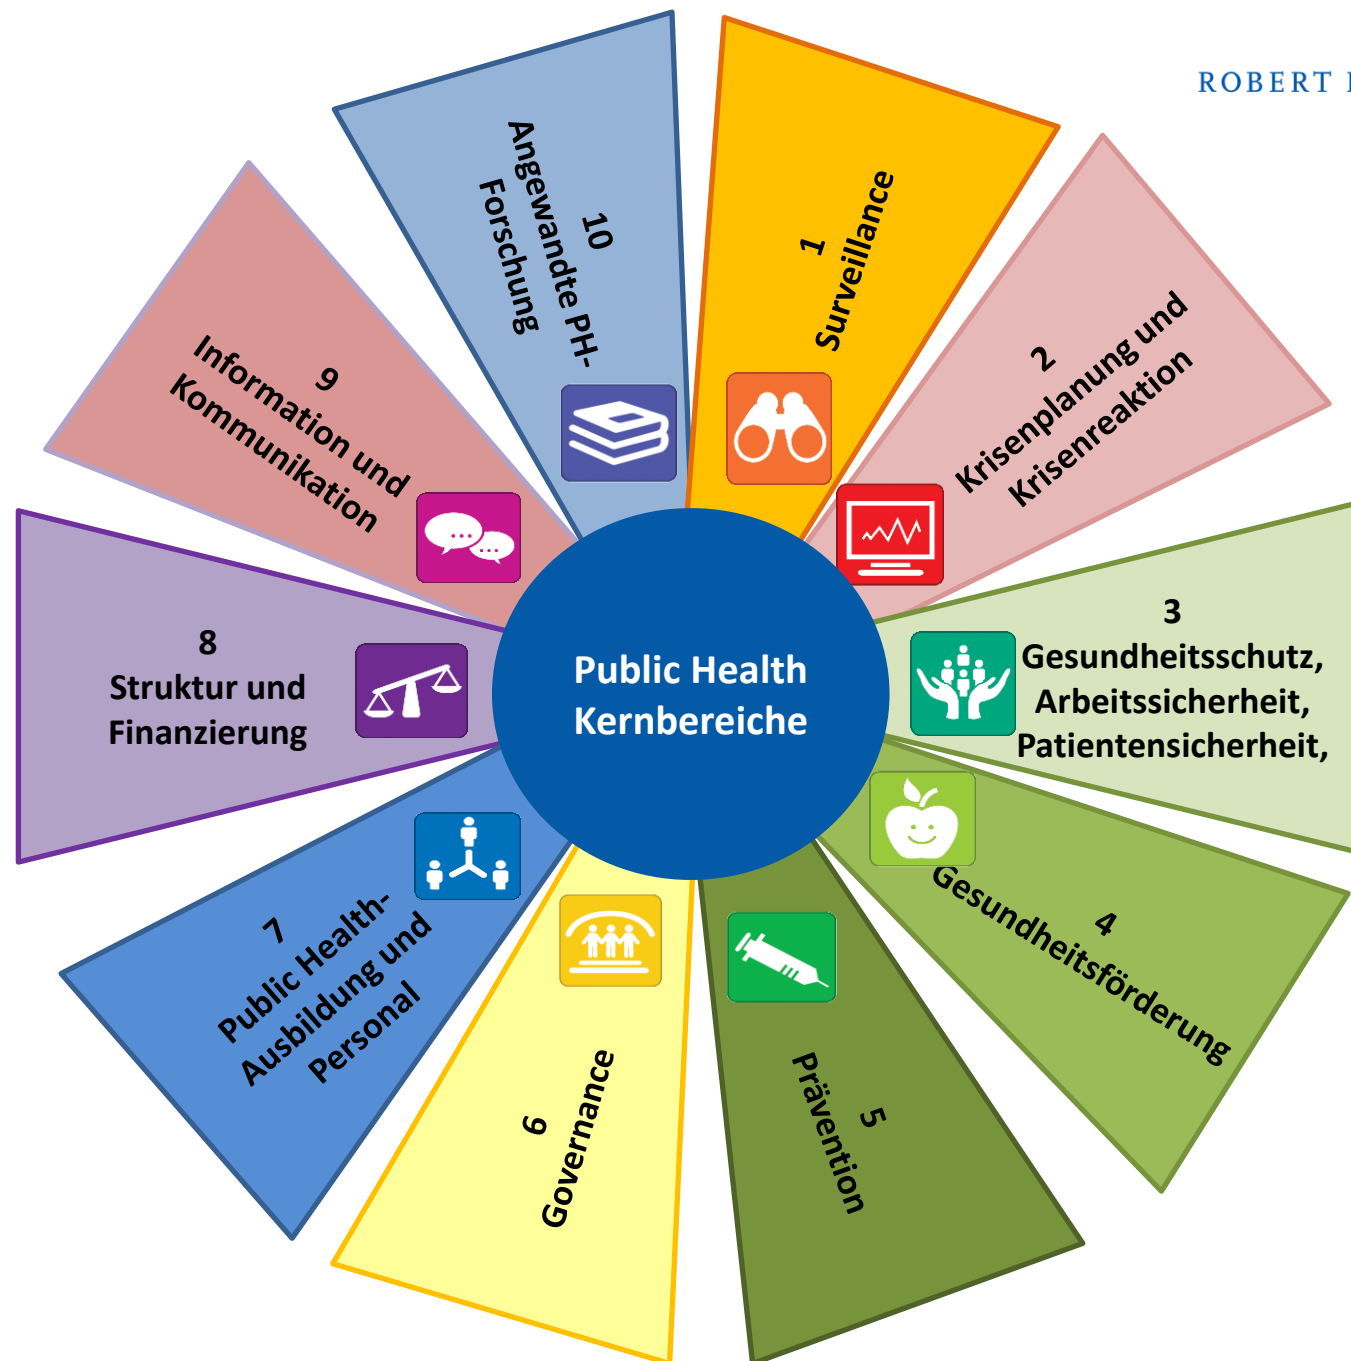 ROBERT
1
Surveillance
2
Krisenplanung und
Krisenreaktion
3
Gesundheitsschutz,
Arbeitssicherheit,
Patientensicherheit,
4
Gesundheitsförderung
5
Prävention
6
Governance
7
Public Health-
Ausbildung und
Personal
8
Struktur und
Finanzierung
9
Information und
Kommunikation
10
Angewandte PH-
Forschung
Public Health
Kernbereiche